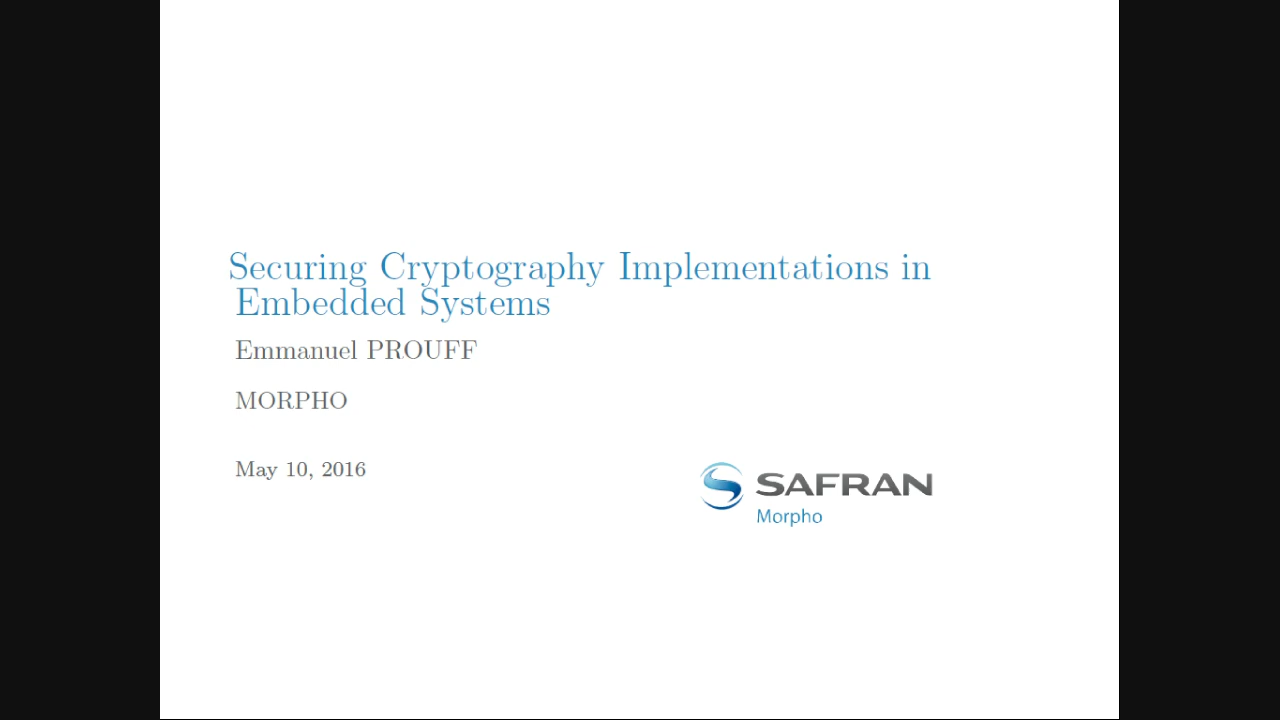 Securing Cryptography Implementations in
Embedded Systems
Emmanuel PROUFF
MORPHO
May 10, 2016
SAFRAN
Morpho